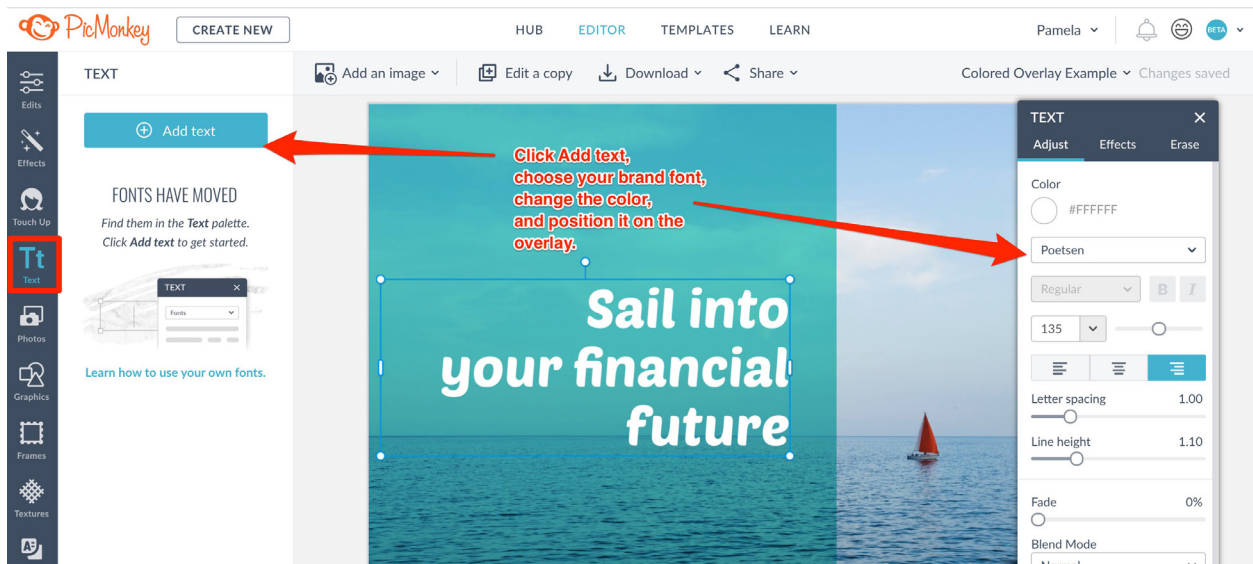 PicMonkey
CREATE NEW
HUB
EDITOR
TEMPLATES
LEARN
Pamela
BETA
Edits
Effects
Touch Up
Tt
Text
Photos
Graphics
Frames
Textures
TEXT
Add text
FONTS HAVE MOVED
Find them in the Text palette.
Click Add text to get started.
TEXT
Fonts
Learn how to use your own fonts.
Add an image
Edit a copy
Download
Share
Colored Overlay Example
Changes saved
Click Add text,
choose your brand font,
change the color,
and position it on the
overlay.
Sail into
your financial
future
TEXT
Adjust
Effects
Erase
Color
#FFFFFF
Poetsen
Regular
B
I
135
Letter spacing
1.00
Line height
1.10
Fade
0%
Blend Mode
Normal